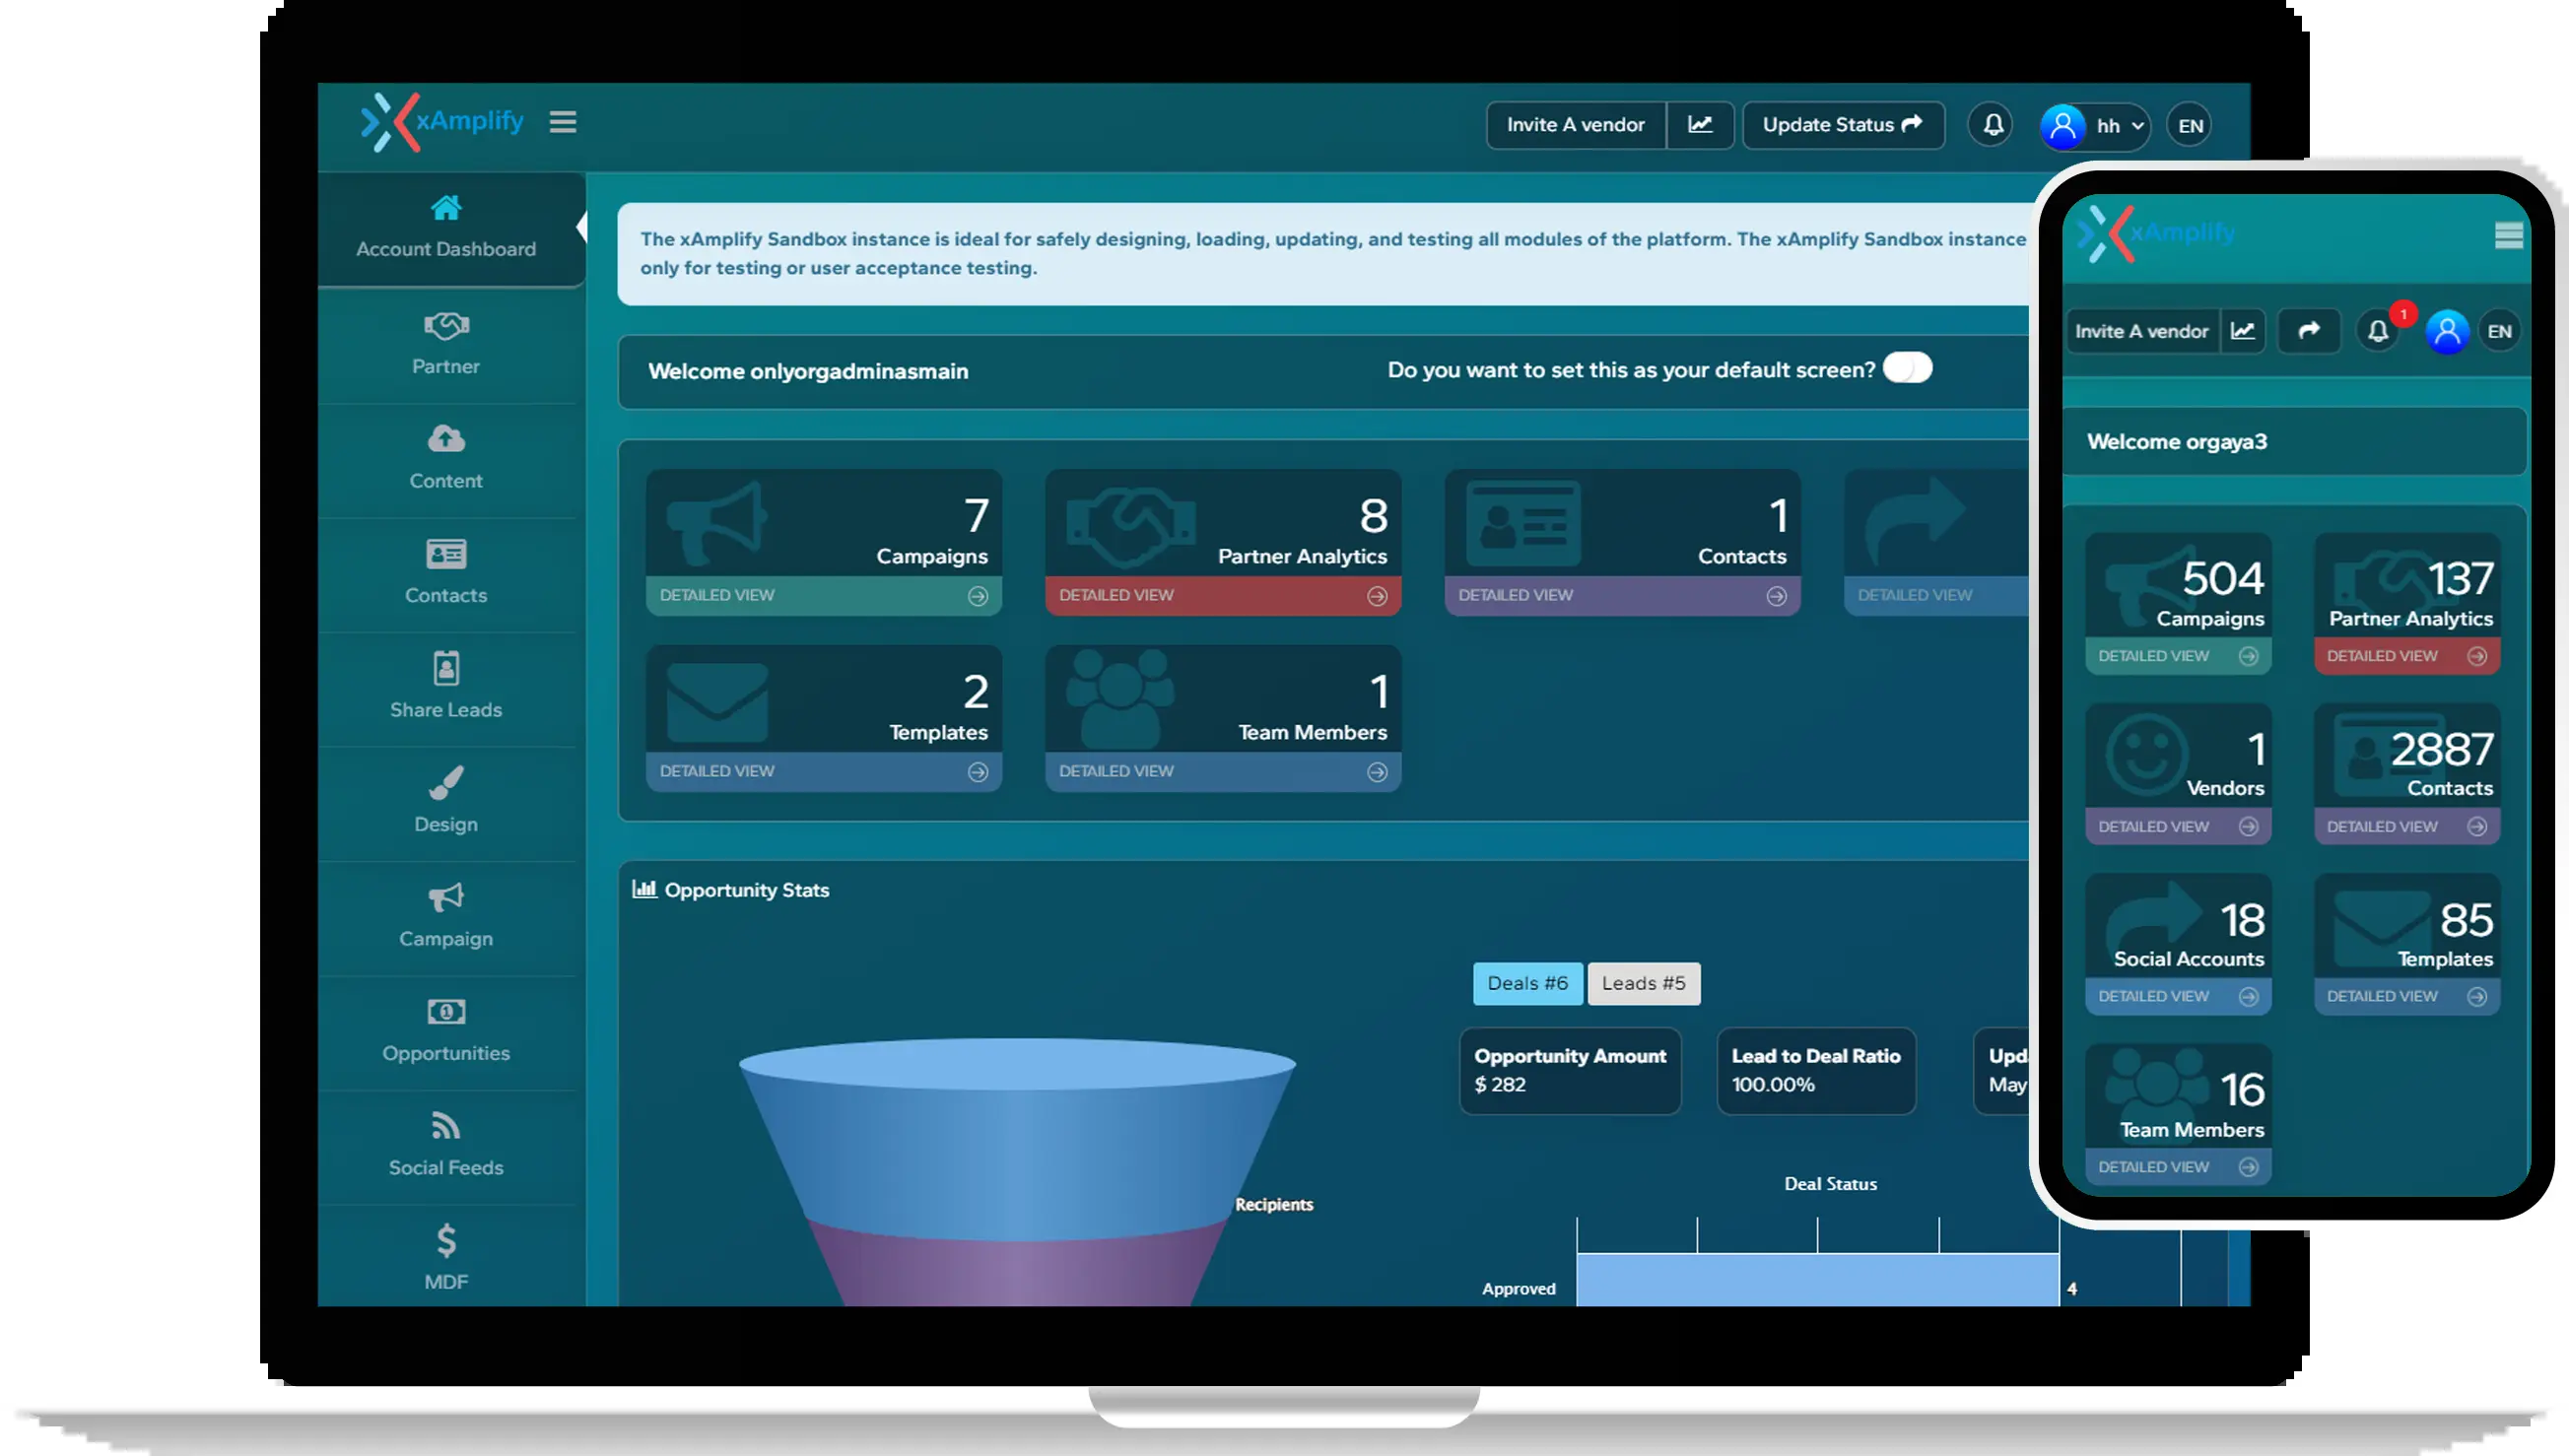 xAmplify
Invite A vendor
Update Status
hh
EN
Account Dashboard
Partner
Content
Contacts
Share Leads
Design
Campaign
Opportunities
Social Feeds
MDF
The xAmplify Sandbox instance is ideal for safely designing, loading, updating, and testing all modules of the platform. The xAmplify Sandbox instance
only for testing or user acceptance testing.
Welcome onlyorgadminasmain
Do you want to set this as your default screen?
7
Campaigns
DETAILED VIEW
8
Partner Analytics
DETAILED VIEW
1
Contacts
DETAILED VIEW
DETAILED VIEW
2
Templates
DETAILED VIEW
1
Team Members
DETAILED VIEW
Opportunity Stats
Recipients
Deals #6
Leads #5
Opportunity Amount
$ 282
Lead to Deal Ratio
100.00%
Upd
May
Deal Status
Approved
4
xAmplify
Invite A vendor
1
EN
Welcome orgaya3
504
Campaigns
DETAILED VIEW
137
Partner Analytics
DETAILED VIEW
1
Vendors
DETAILED VIEW
2887
Contacts
DETAILED VIEW
18
Social Accounts
DETAILED VIEW
85
Templates
DETAILED VIEW
16
Team Members
DETAILED VIEW